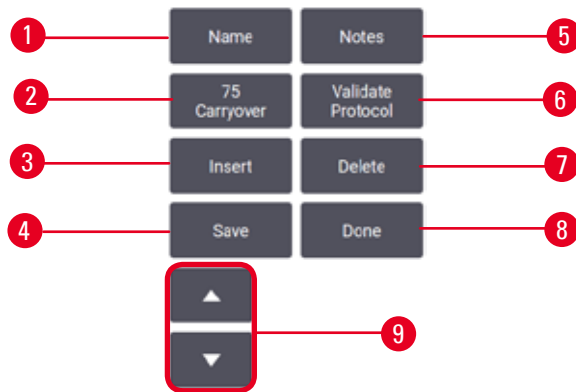 1 Name Notes 5
2 75 Carryover Validate Protocol 6
3 Insert Delete 7
4 Save Done 8
9